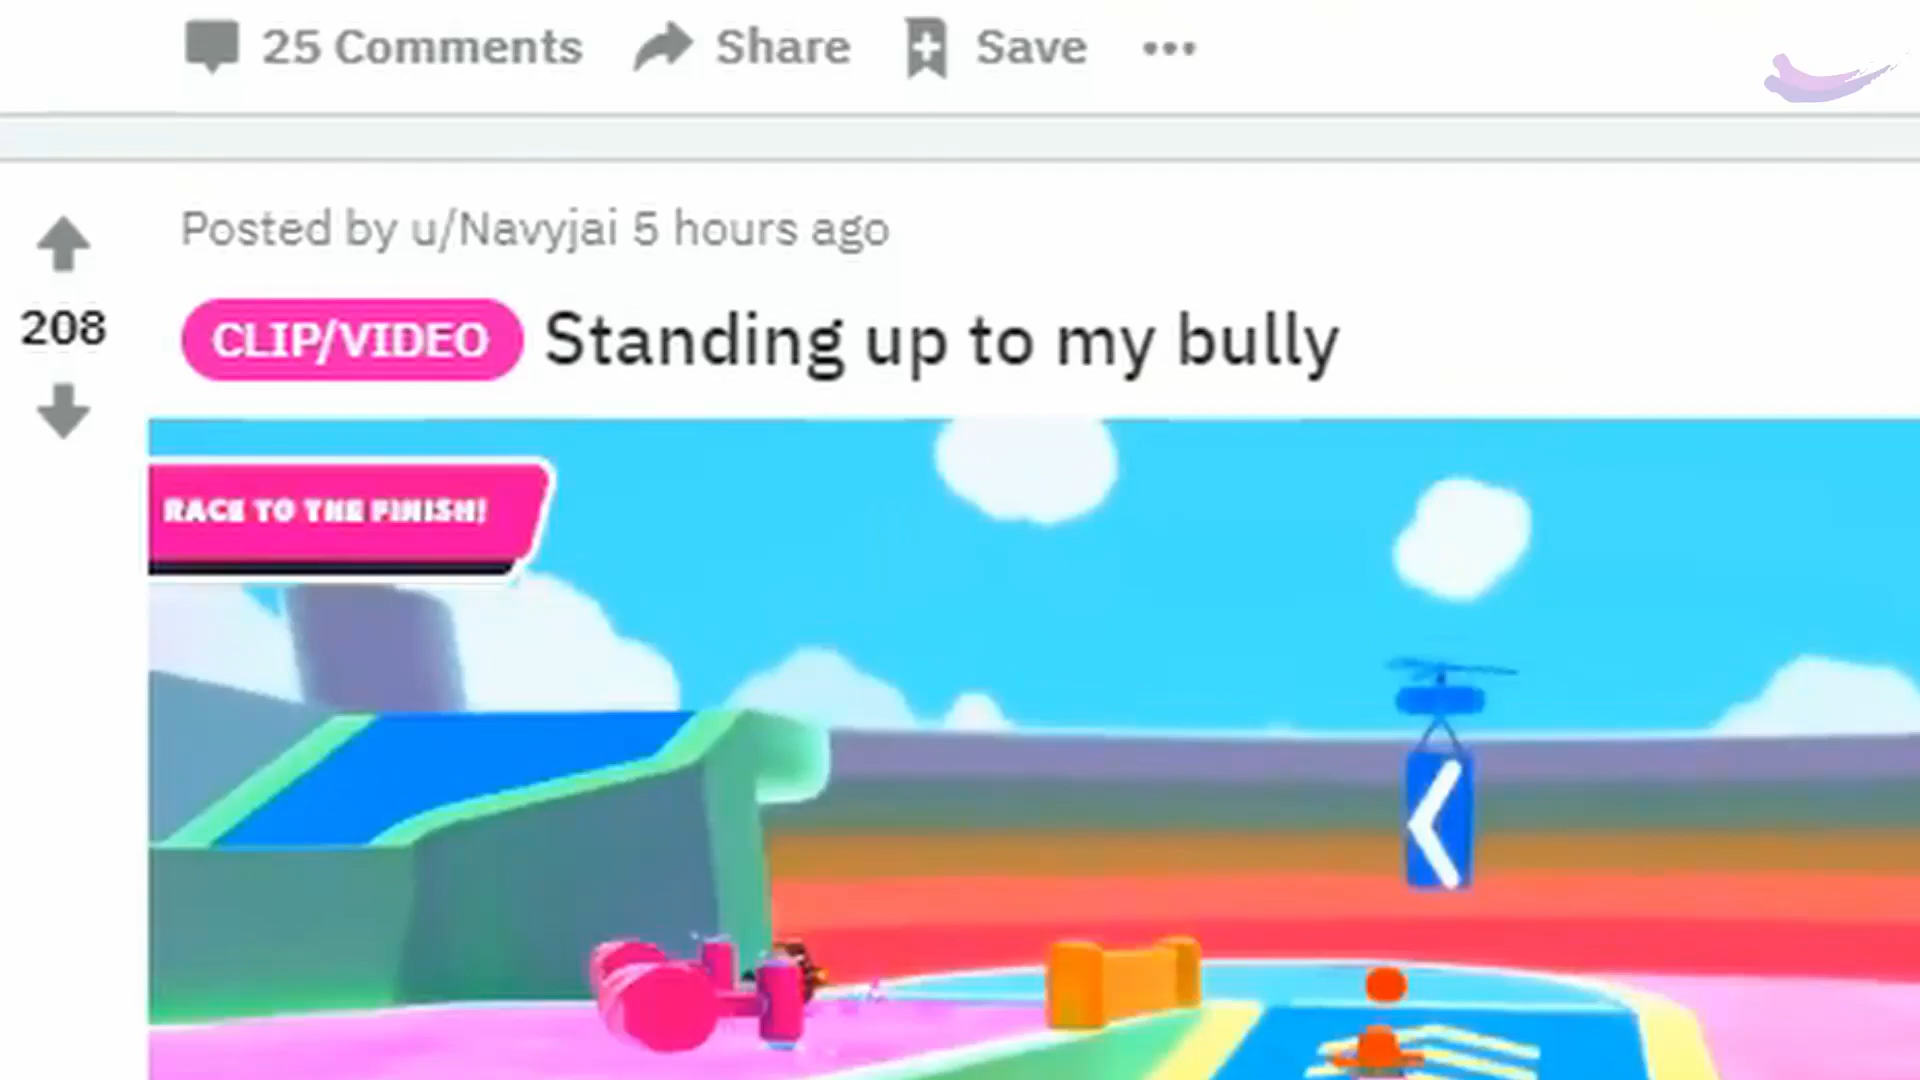 25 Comments Share Save
Posted by u/Navyjai 5 hours ago
208
CLIP/VIDEO Standing up to my bully
RACE TO THE FINISH!